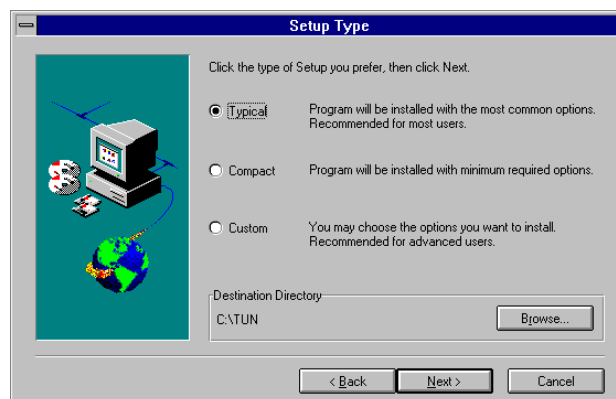 Setup Type
Click the type of Setup you prefer, then click Next.
Typical
Program will be installed with the most common options.
Recommended for most users.
Compact
Program will be installed with minimum required options.
Custom
You may choose the options you want to install.
Recommended for advanced users.
Destination Directory
C:\TUN
Browse...
< Back
Next >
Cancel